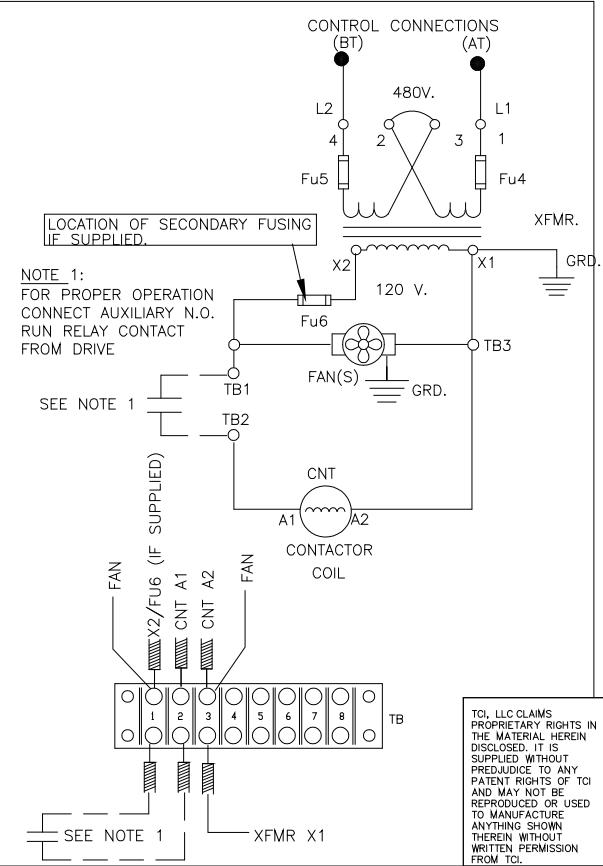 CONTROL CONNECTIONS
(BT) (AT)
480V.
L2 L1
4 2 3 1
Fu5 Fu4
XFMR.
LOCATION OF SECONDARY FUSING
IF SUPPLIED.
X2 X1 GRD.
NOTE 1:
FOR PROPER OPERATION
CONNECT AUXILIARY N.O.
RUN RELAY CONTACT
FROM DRIVE
120 V.
Fu6
TB3
FAN(S) GRD.
TB1
SEE NOTE 1
TB2
CNT
A1 A2
CONTACTOR
COIL
FAN
X2/FU6 (IF SUPPLIED)
CNT A1
CNT A2
FAN
1 2 3 4 5 6 7 8 TB
SEE NOTE 1 XFMR X1
TCI, LLC CLAIMS
PROPRIETARY RIGHTS IN
THE MATERIAL HEREIN
DISCLOSED. IT IS
SUPPLIED WITHOUT
PREDJUDICE TO ANY
PATENT RIGHTS OF TCI
AND MAY NOT BE
REPRODUCED OR USED
TO MANUFACTURE
ANYTHING SHOWN
THEREIN WITHOUT
WRITTEN PERMISSION
FROM TCI.